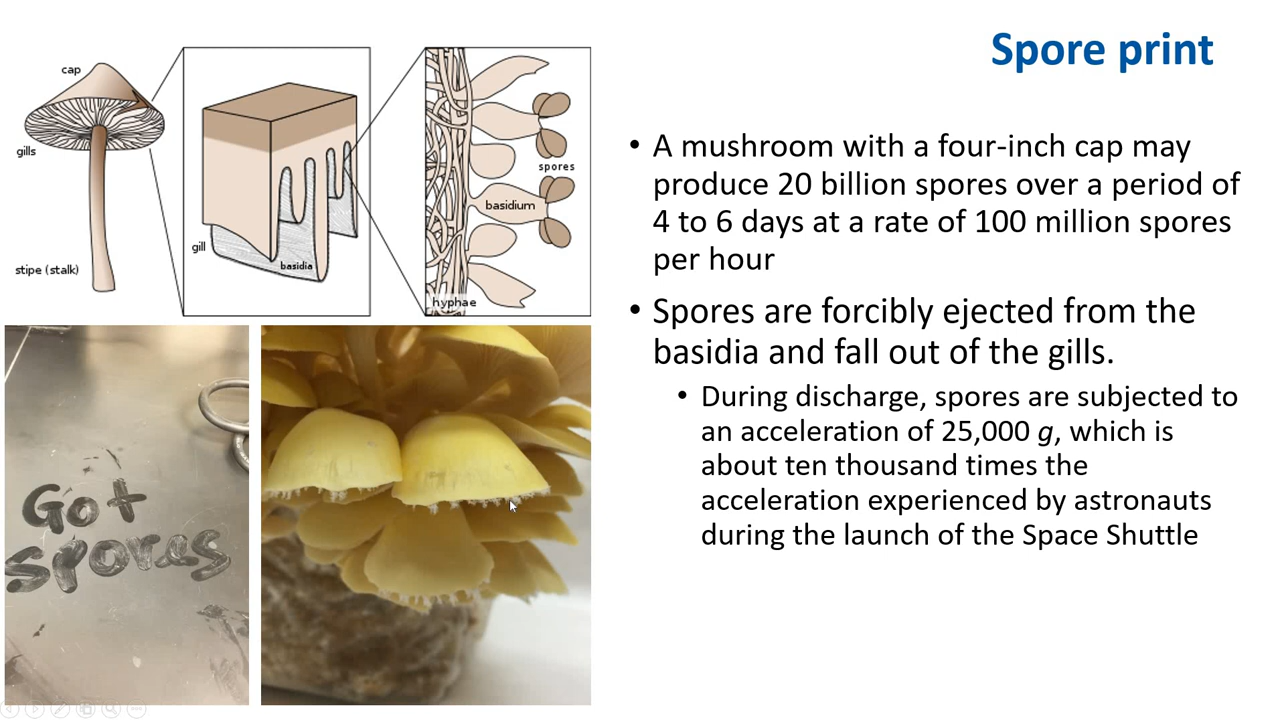 Spore print
cap
gills
stipe (stalk)
gill
basidia
spores
basidium
hyphae
Got
Spores
• A mushroom with a four-inch cap may
produce 20 billion spores over a period of
4 to 6 days at a rate of 100 million spores
per hour
• Spores are forcibly ejected from the
basidia and fall out of the gills.
• During discharge, spores are subjected to
an acceleration of 25,000 g, which is
about ten thousand times the
acceleration experienced by astronauts
during the launch of the Space Shuttle